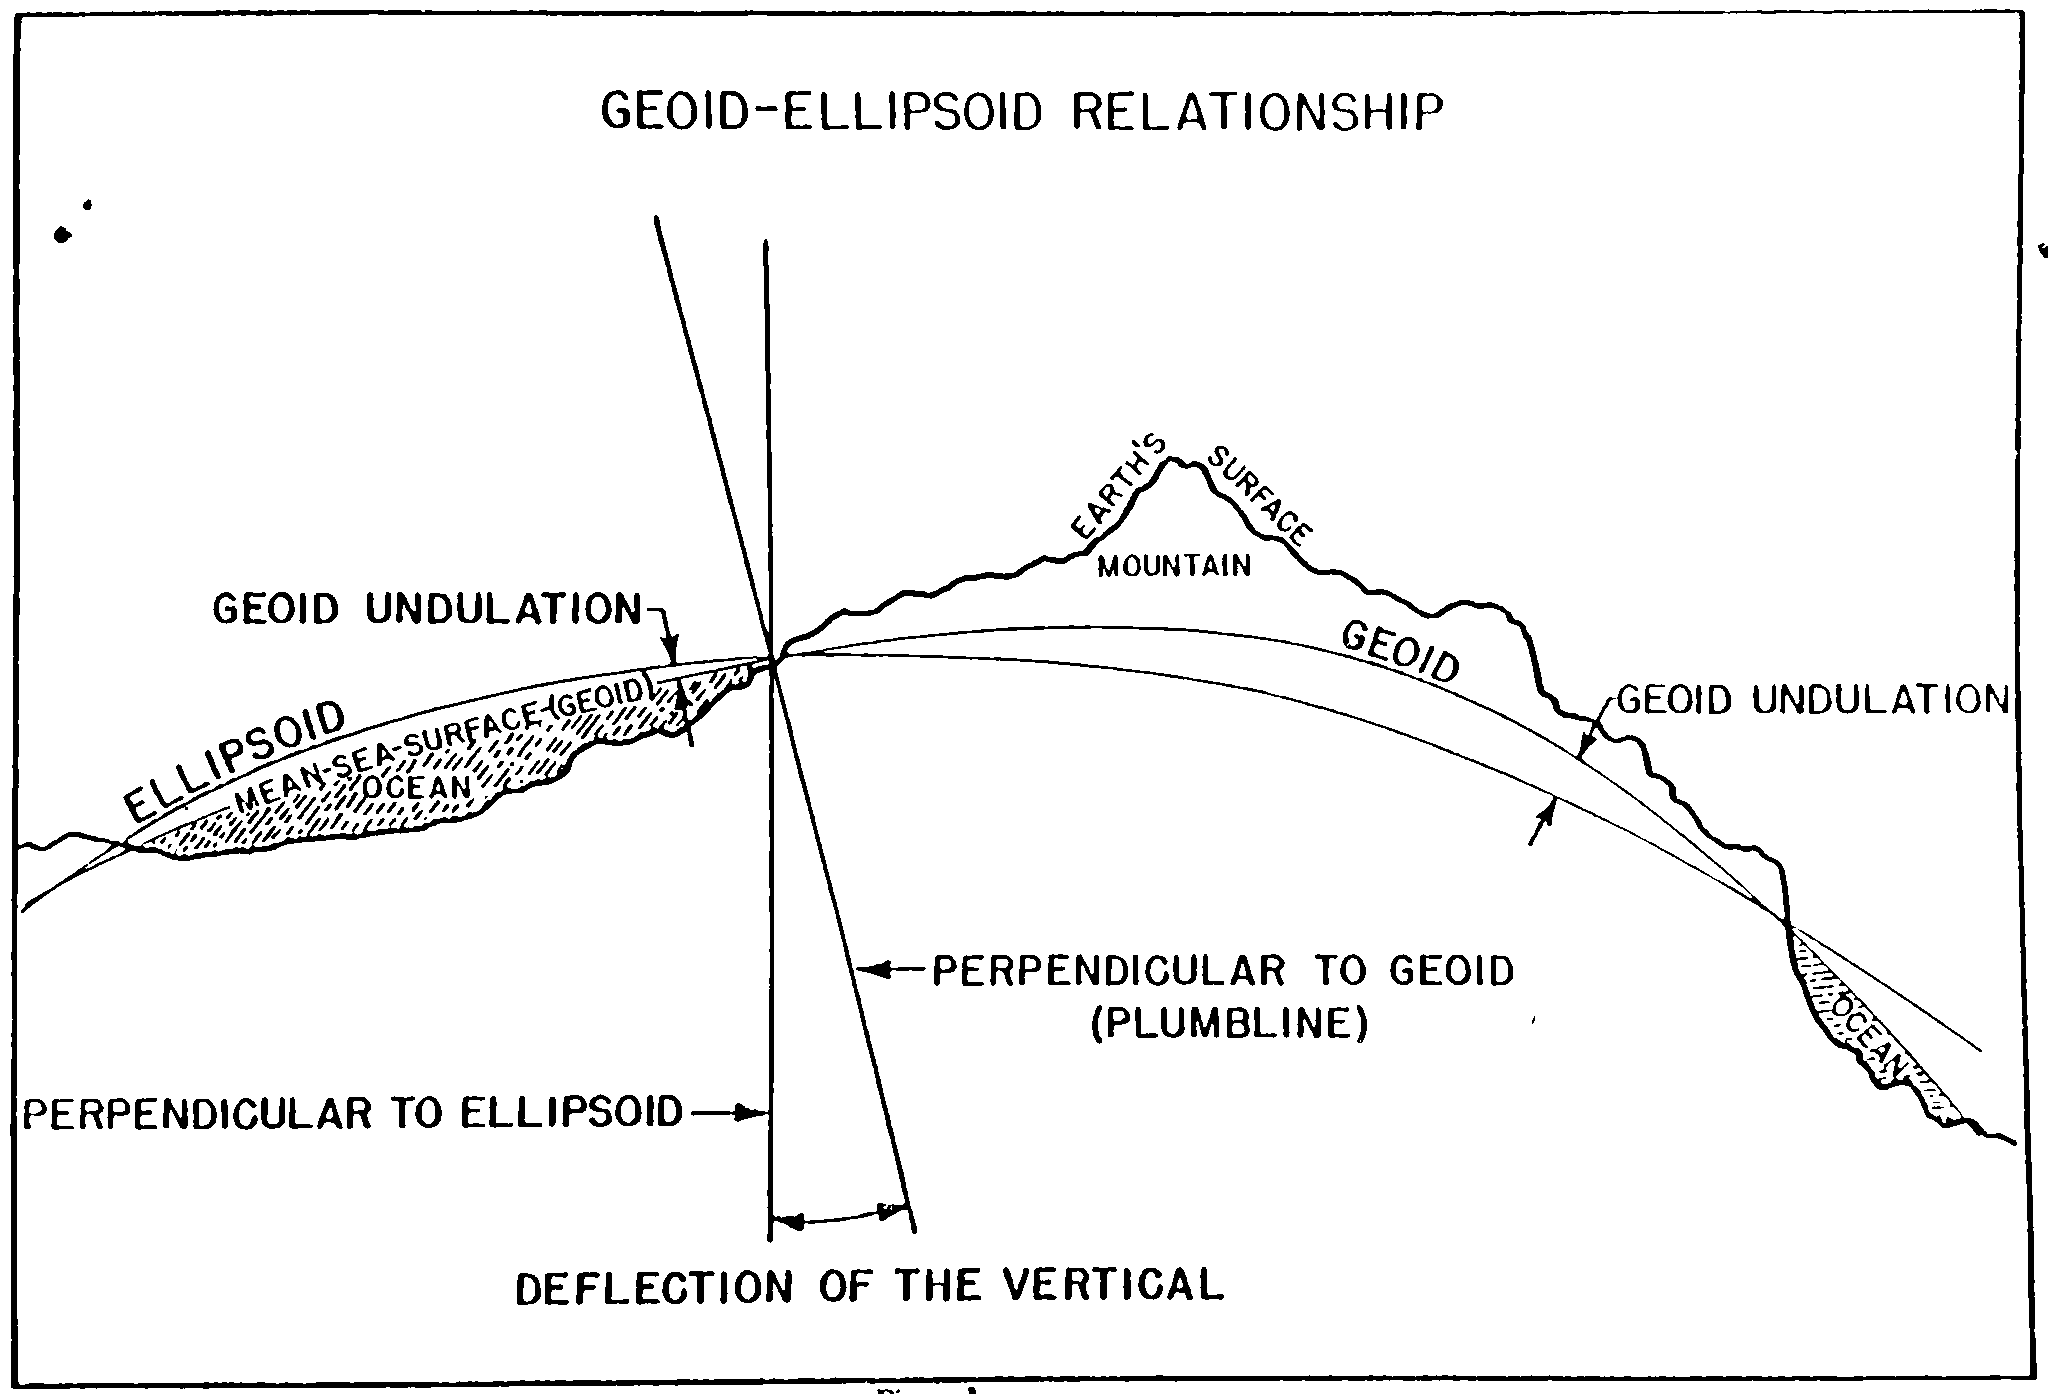 GEOID-ELLIPSOID RELATIONSHIP
EARTH'S SURFACE
MOUNTAIN
GEOID UNDULATION
GEOID
GEOID UNDULATION
ELLIPSOID
MEAN-SEA-SURFACE-(GEOID)
OCEAN
PERPENDICULAR TO GEOID
(PLUMBLINE)
OCEAN
PERPENDICULAR TO ELLIPSOID
DEFLECTION OF THE VERTICAL